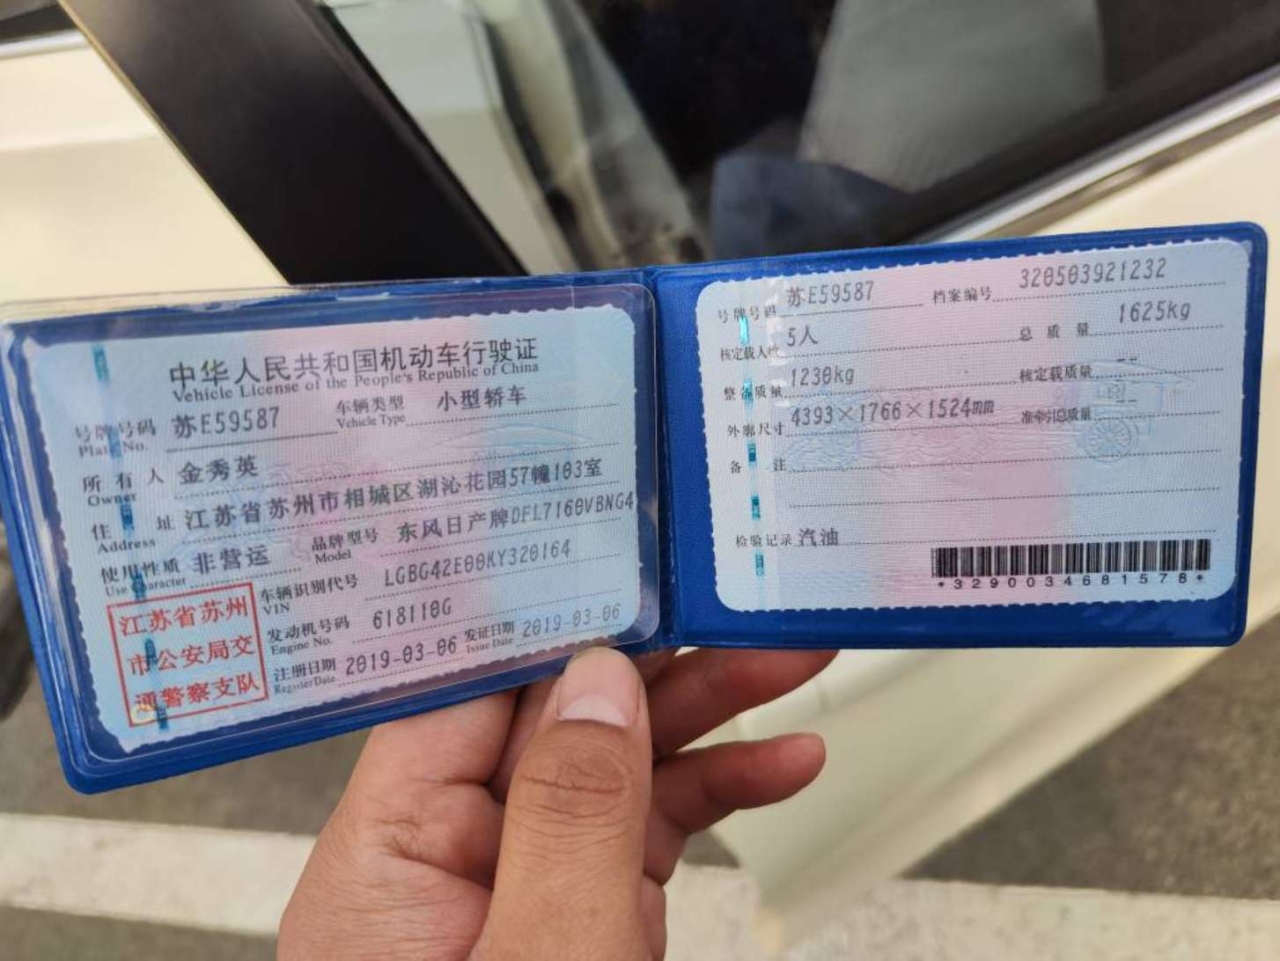 中华人民共和国机动车行驶证
Vehicle License of the People's Republic of China
号牌号码 苏E59587 车辆类型 小型轿车
Plate No. Vehicle Type
所有人 金秀英
Owner
住址 江苏省苏州市相城区湖沁花园57幢103室
Address
使用性质 非营运 品牌型号 东风日产牌DFL7160VBNG4
Use Character Model
江苏省苏州
市公安局交
通警察支队
车辆识别代号 LGBG42E00KY320164
VIN
发动机号码 618110G
Engine No.
注册日期 2019-03-06 发证日期 2019-03-06
Register Date Issue Date
号牌号码 苏E59587 档案编号 320503921232
核定载人数 5人 总质量 1625kg
整备质量 1230kg 核定载质量 --
外廓尺寸 4393×1766×1524mm 准牵引总质量 --
备注
检验记录 汽油
*3290034681578*